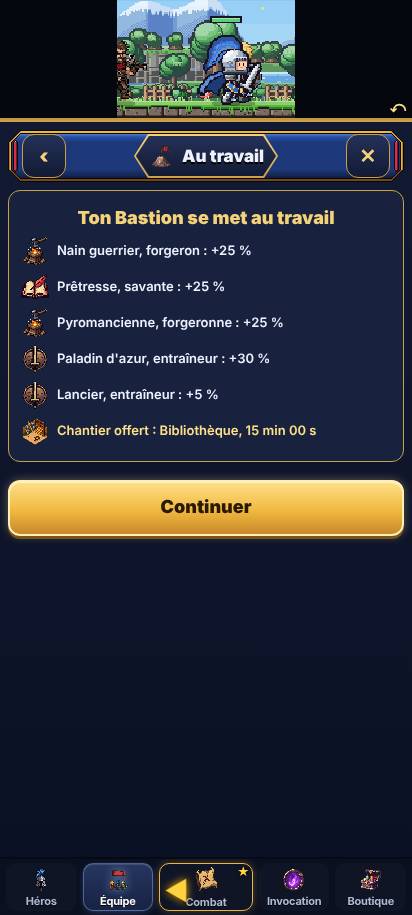 Au travail
Ton Bastion se met au travail
Nain guerrier, forgeron : +25 %
Prêtresse, savante : +25 %
Pyromancienne, forgeronne : +25 %
Paladin d'azur, entraîneur : +30 %
Lancier, entraîneur : +5 %
Chantier offert : Bibliothèque, 15 min 00 s
Continuer
Héros
Équipe
Combat
Invocation
Boutique